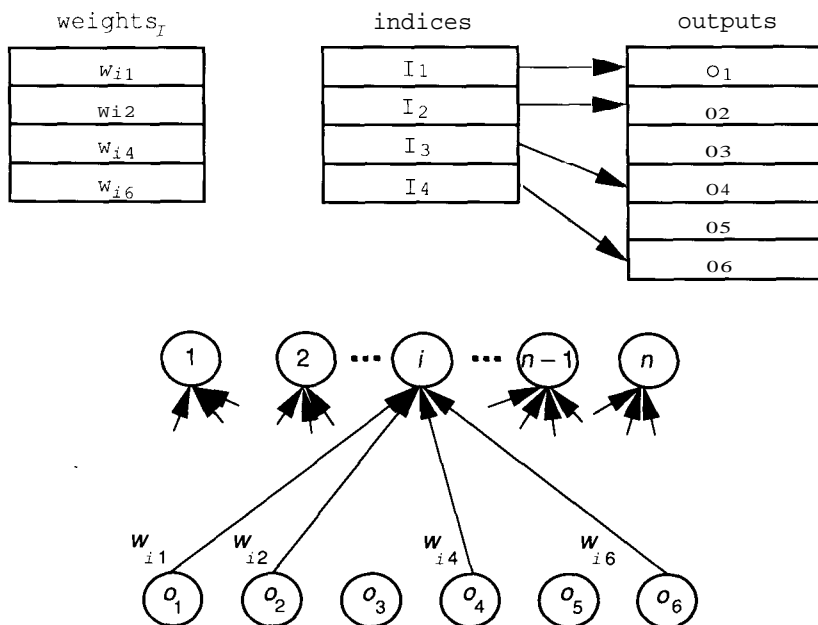 weights_I indices outputs
w_i1 I1 o1
wi2 I2 o2
w_i4 I3 o3
w_i6 I4 o4
o5
o6
1 2 ··· i ··· n−1 n
w_i1 w_i2 w_i4 w_i6
o_1 o_2 o_3 o_4 o_5 o_6